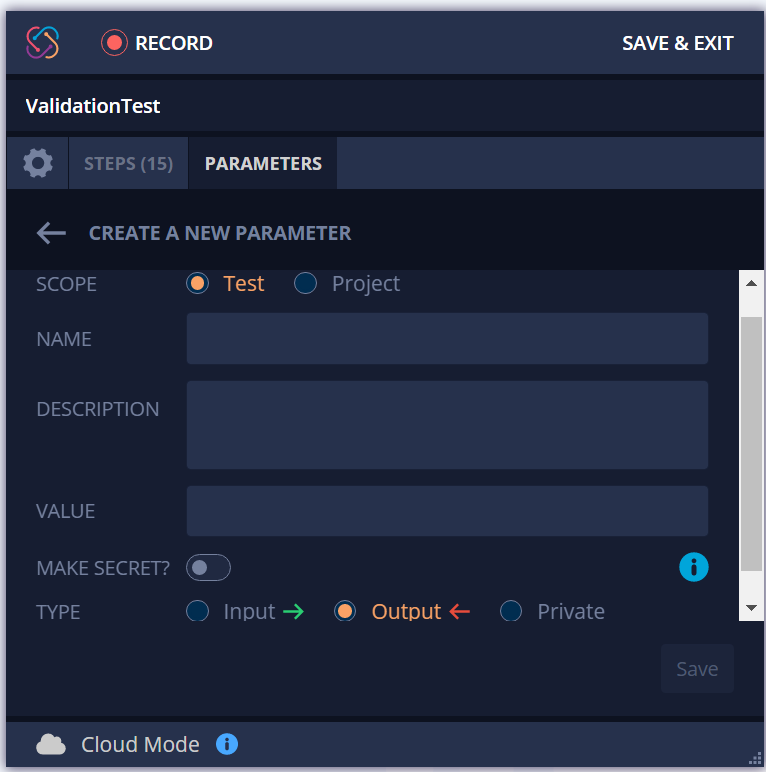 RECORD SAVE & EXIT
ValidationTest
STEPS (15) PARAMETERS
CREATE A NEW PARAMETER
SCOPE Test Project
NAME
DESCRIPTION
VALUE
MAKE SECRET?
TYPE Input Output Private
Save
Cloud Mode